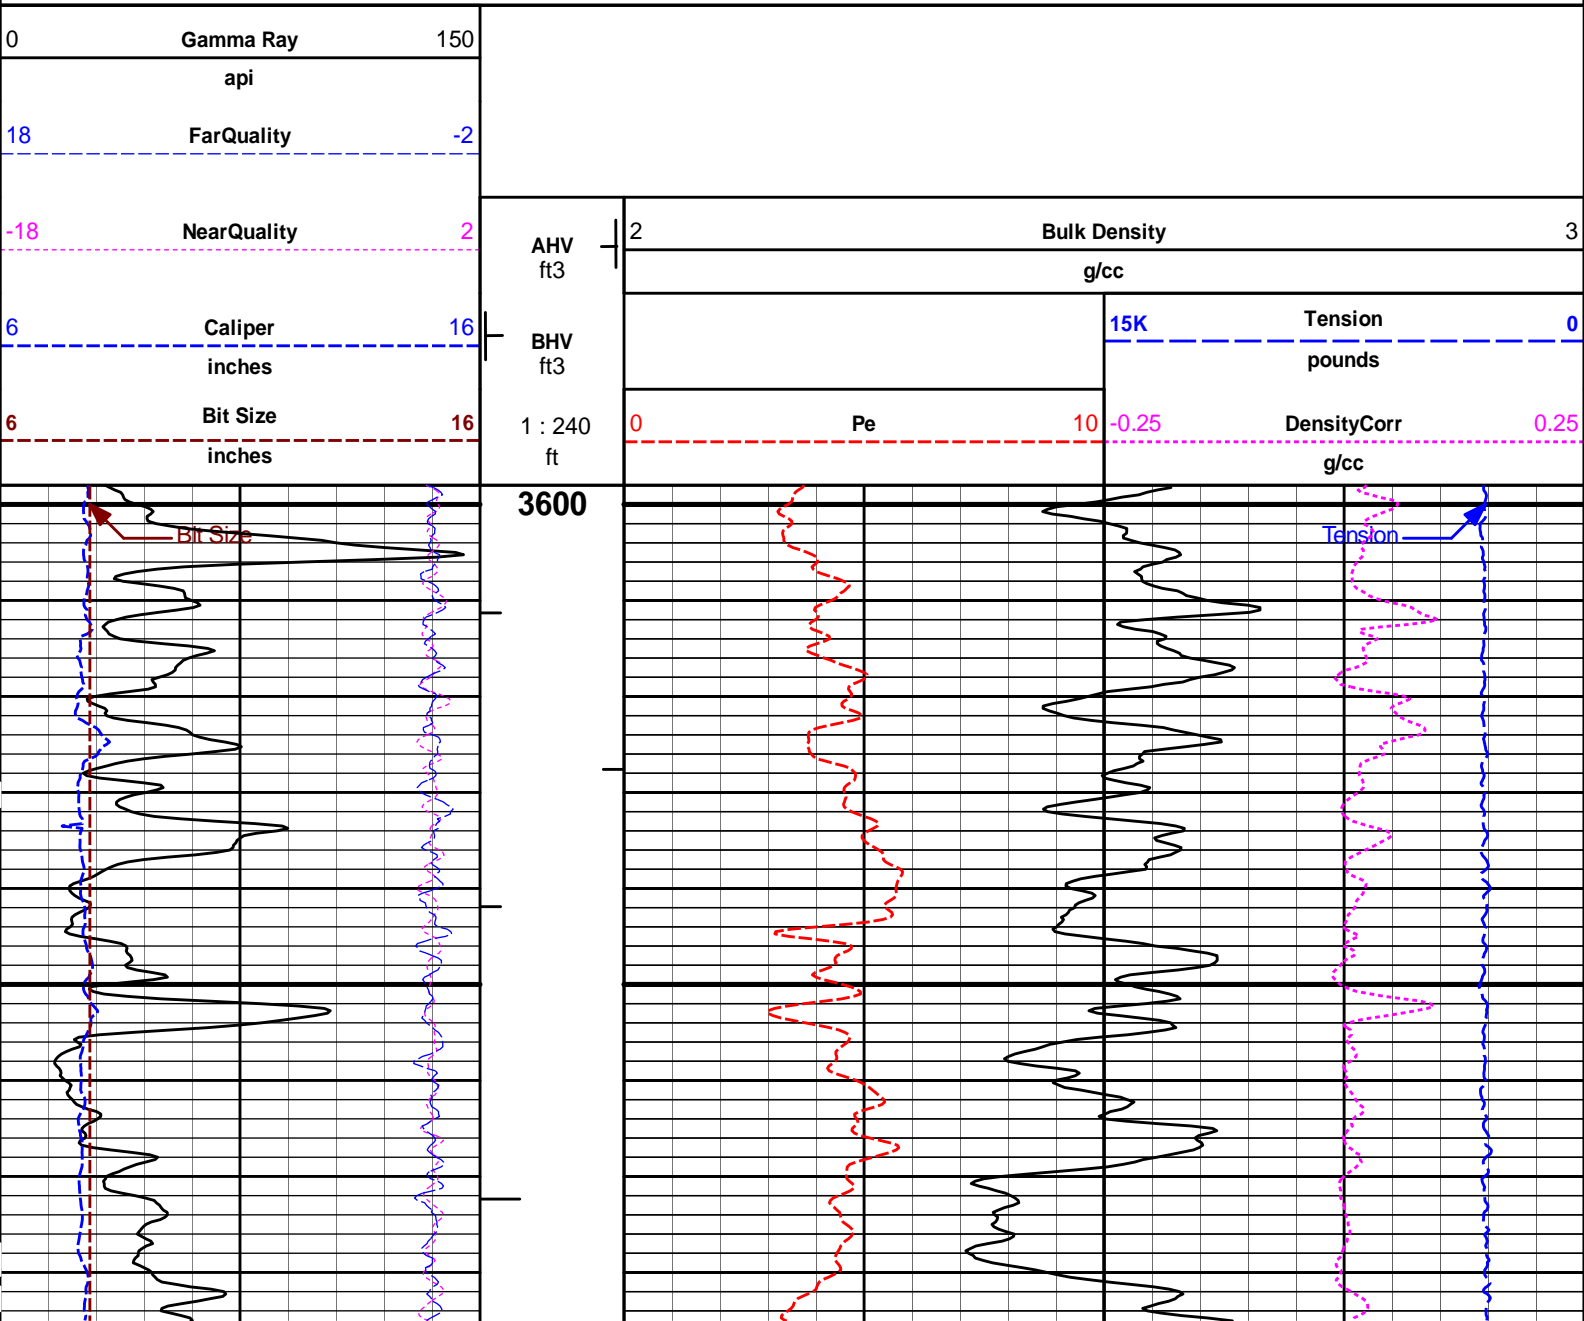 0 Gamma Ray 150
api
18 FarQuality -2
-18 NearQuality 2
6 Caliper 16
inches
6 Bit Size 16
inches
AHV
ft3
BHV
ft3
1 : 240
ft
2 Bulk Density 3
g/cc
15K Tension 0
pounds
0 Pe 10
-0.25 DensityCorr 0.25
g/cc
3600
Bit Size
Tension